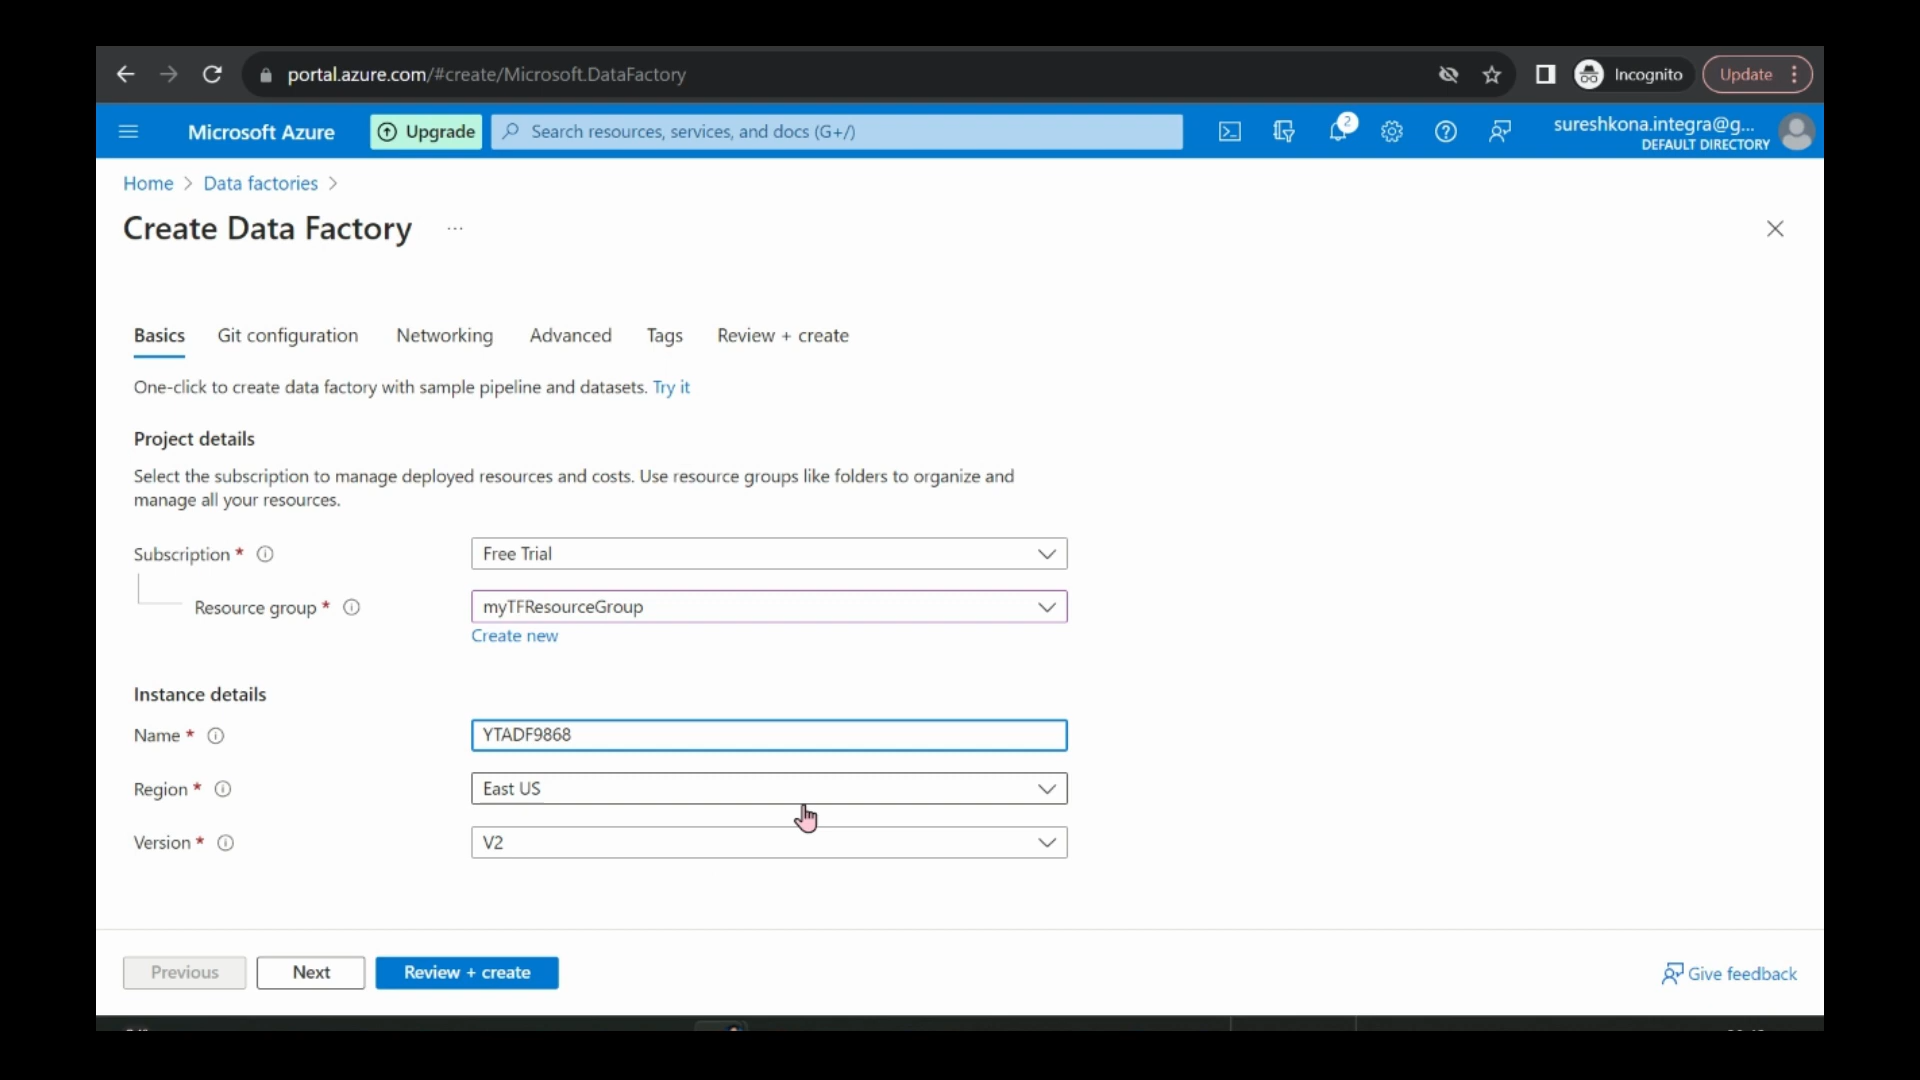 portal.azure.com/#create/Microsoft.DataFactory
Incognito
Update
Microsoft Azure
Upgrade
Search resources, services, and docs (G+/)
2
sureshkona.integra@g...
DEFAULT DIRECTORY
Home > Data factories >
Create Data Factory ...
Basics Git configuration Networking Advanced Tags Review + create
One-click to create data factory with sample pipeline and datasets. Try it
Project details
Select the subscription to manage deployed resources and costs. Use resource groups like folders to organize and
manage all your resources.
Subscription * Free Trial
Resource group * myTFResourceGroup
Create new
Instance details
Name * YTADF9868
Region * East US
Version * V2
Previous Next Review + create Give feedback